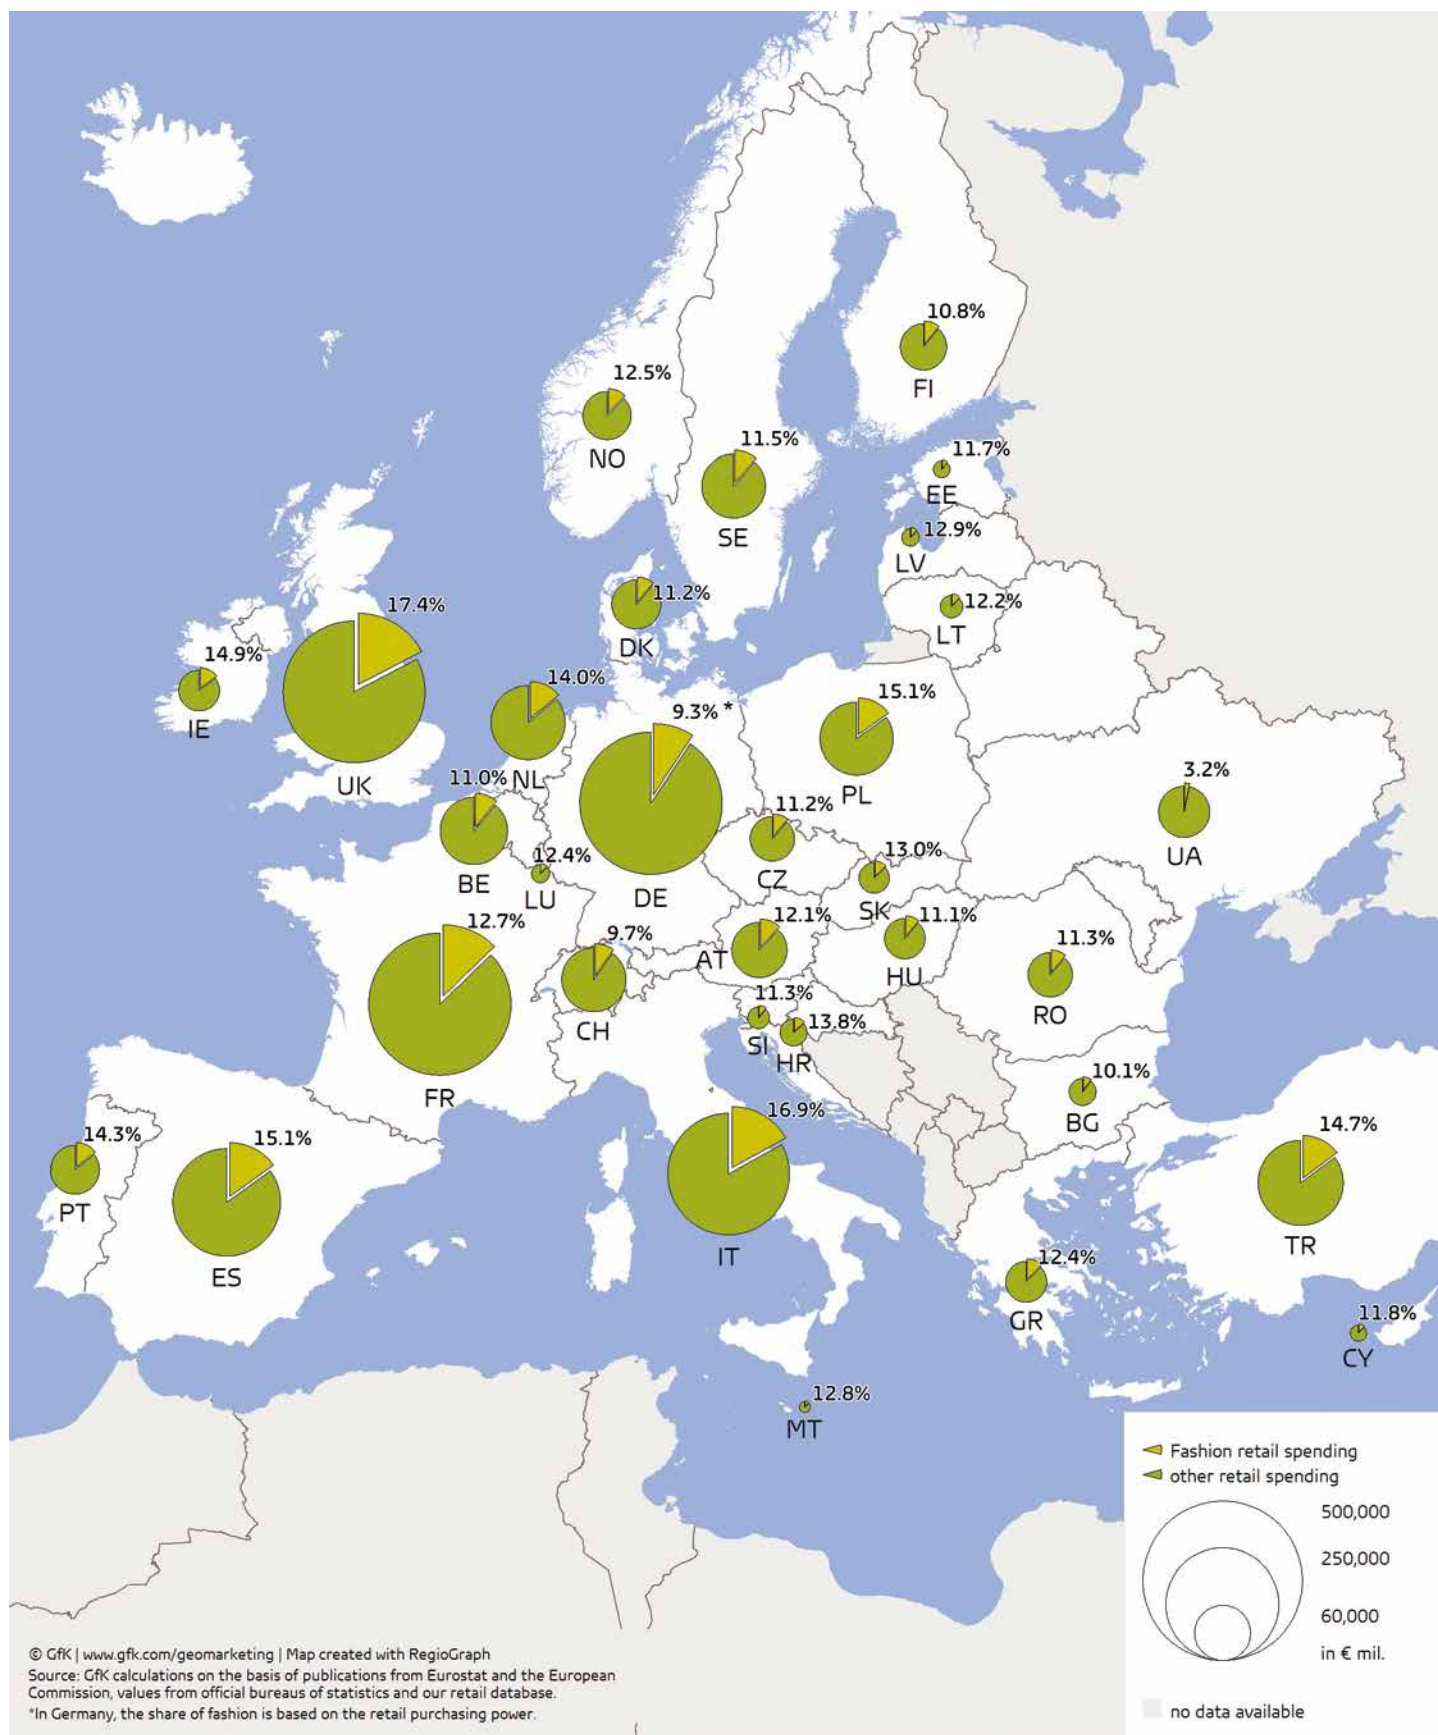 10.8%
FI
12.5%
NO
11.5%
SE
11.7%
EE
12.9%
LV
12.2%
LT
11.2%
DK
17.4%
UK
14.9%
IE
14.0%
NL
9.3% *
DE
15.1%
PL
3.2%
UA
11.0%
BE
12.4%
LU
11.2%
CZ
13.0%
SK
12.1%
AT
11.1%
HU
11.3%
RO
12.7%
FR
9.7%
CH
11.3%
SI
13.8%
HR
10.1%
BG
14.3%
PT
15.1%
ES
16.9%
IT
14.7%
TR
12.4%
GR
11.8%
CY
12.8%
MT
Fashion retail spending
other retail spending
500,000
250,000
60,000
in € mil.
no data available
© GfK | www.gfk.com/geomarketing | Map created with RegioGraph
Source: GfK calculations on the basis of publications from Eurostat and the European
Commission, values from official bureaus of statistics and our retail database.
*In Germany, the share of fashion is based on the retail purchasing power.